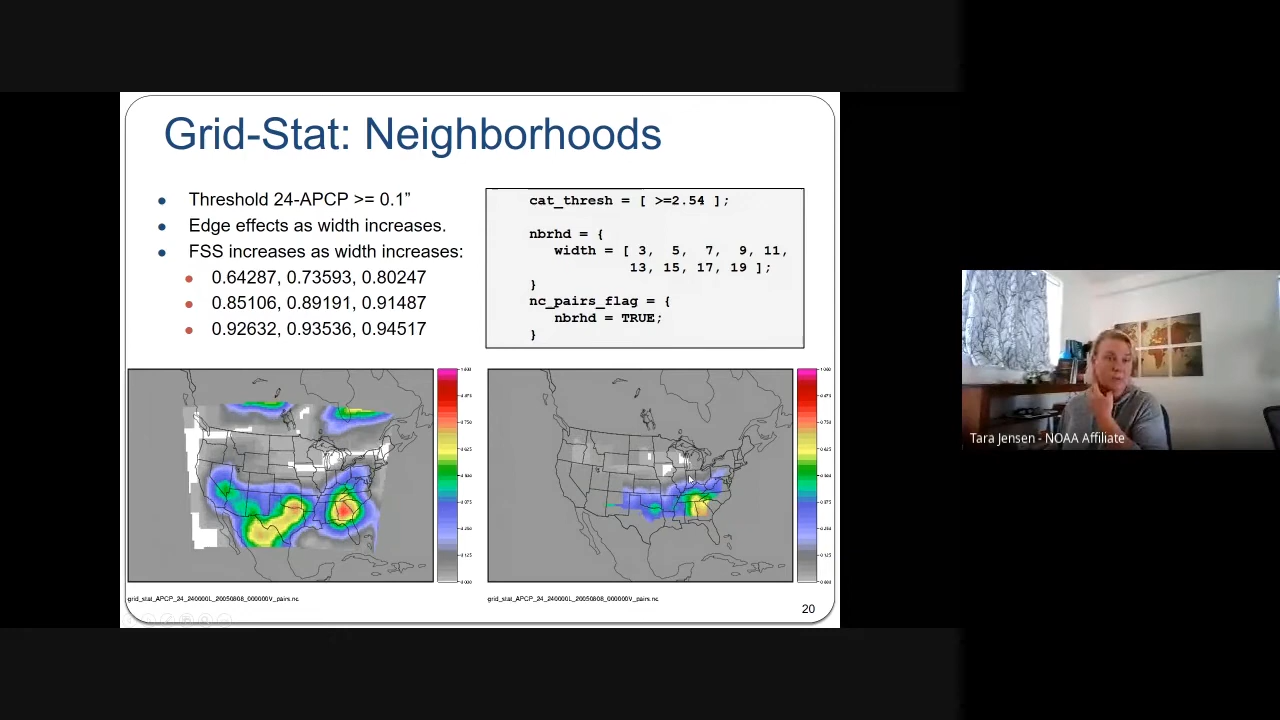 Grid-Stat: Neighborhoods
Threshold 24-APCP >= 0.1”
Edge effects as width increases.
FSS increases as width increases:
0.64287, 0.73593, 0.80247
0.85106, 0.89191, 0.91487
0.92632, 0.93536, 0.94517
cat_thresh = [ >=2.54 ];
nbrhd = {
width = [ 3, 5, 7, 9, 11,
13, 15, 17, 19 ];
}
nc_pairs_flag = {
nbrhd = TRUE;
}
grid_stat_APCP_24_240000L_20050808_000000V_pairs.nc
grid_stat_APCP_24_240000L_20050808_000000V_pairs.nc
20
Tara Jensen - NOAA Affiliate